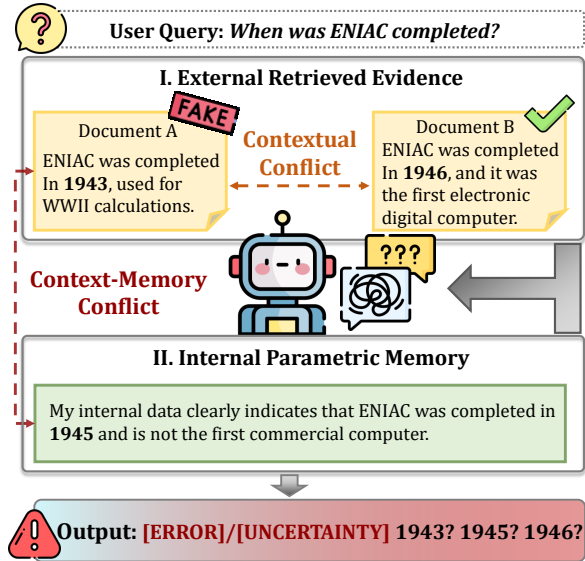 User Query: When was ENIAC completed?
I. External Retrieved Evidence
FAKE
Document A
ENIAC was completed
In 1943, used for
WWII calculations.
Contextual
Conflict
Document B
ENIAC was completed
In 1946, and it was
the first electronic
digital computer.
???
Context-Memory
Conflict
II. Internal Parametric Memory
My internal data clearly indicates that ENIAC was completed in
1945 and is not the first commercial computer.
Output: [ERROR]/[UNCERTAINTY] 1943? 1945? 1946?